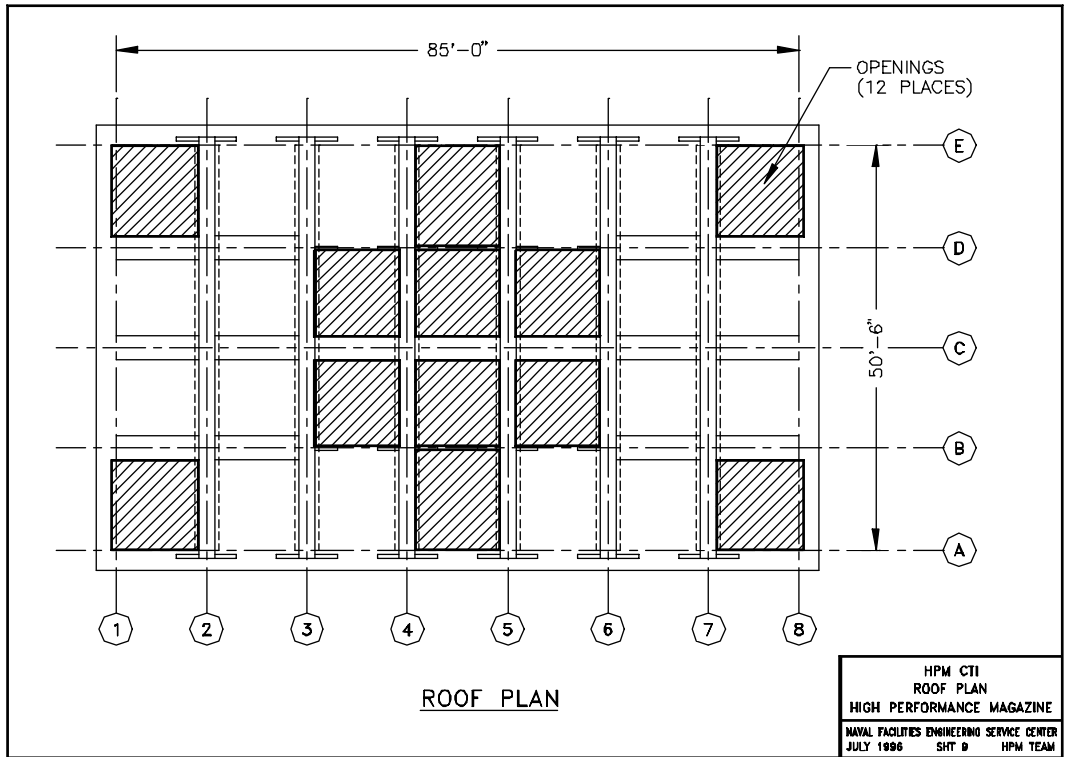 85'-0"
OPENINGS
(12 PLACES)
E
D
50'-6"
C
B
A
1 2 3 4 5 6 7 8
ROOF PLAN
HPM CTI
ROOF PLAN
HIGH PERFORMANCE MAGAZINE
NAVAL FACILITIES ENGINEERING SERVICE CENTER
JULY 1996 SHT 9 HPM TEAM